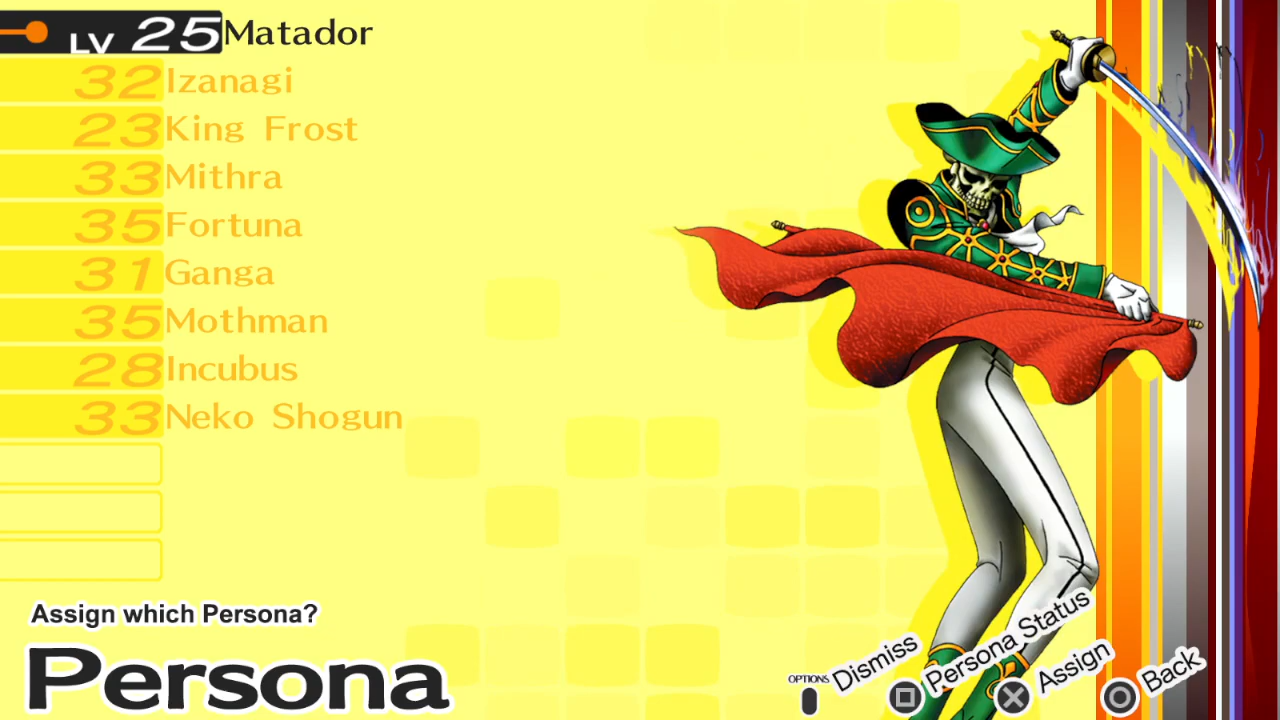 LV 25 Matador
32 Izanagi
23 King Frost
33 Mithra
35 Fortuna
31 Ganga
35 Mothman
28 Incubus
33 Neko Shogun
Assign which Persona?
Persona
OPTIONS Dismiss Persona Status Assign Back